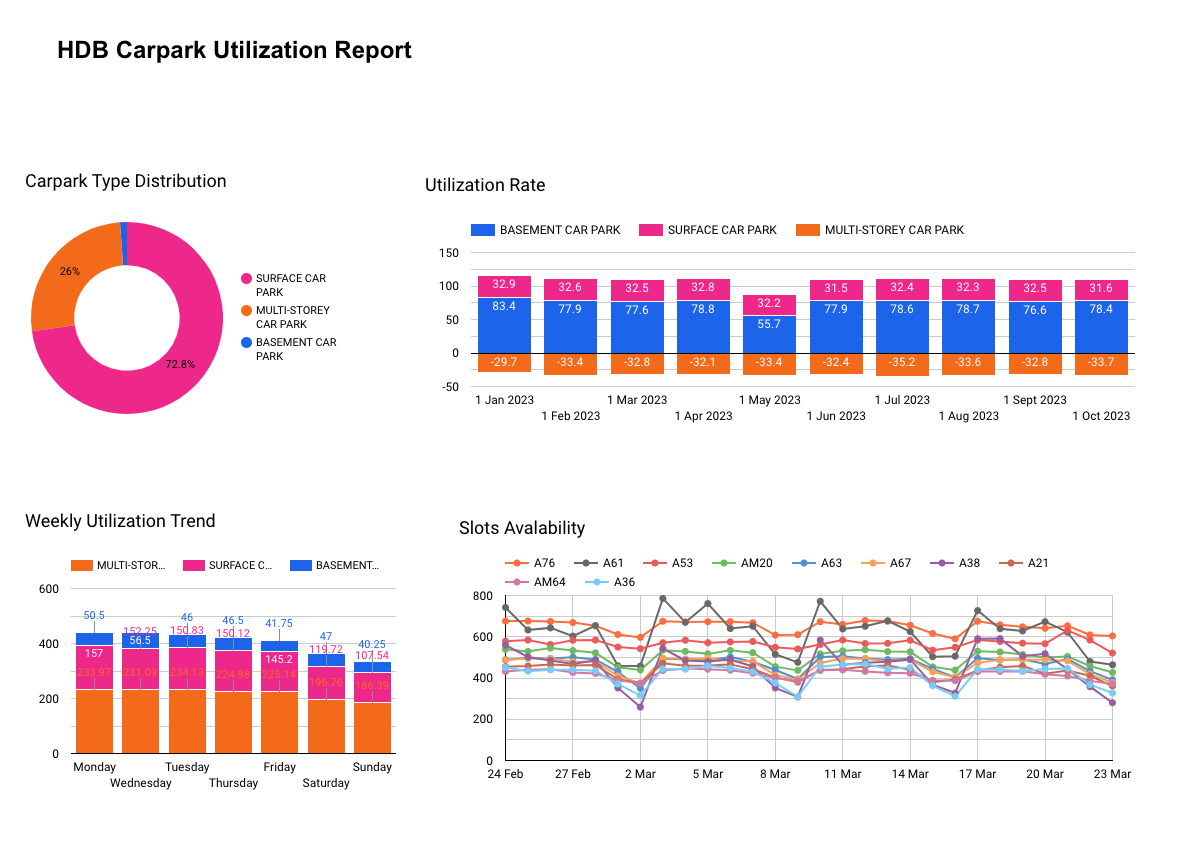 HDB Carpark Utilization Report
Carpark Type Distribution
26%
72.8%
SURFACE CAR
PARK
MULTI-STOREY
CAR PARK
BASEMENT CAR
PARK
Utilization Rate
BASEMENT CAR PARK SURFACE CAR PARK MULTI-STOREY CAR PARK
150
100
50
0
-50
32.9 32.6 32.5 32.8 32.2 31.5 32.4 32.3 32.5 31.6
83.4 77.9 77.6 78.8 55.7 77.9 78.6 78.7 76.6 78.4
-29.7 -33.4 -32.8 -32.1 -33.4 -32.4 -35.2 -33.6 -32.8 -33.7
1 Jan 2023 1 Mar 2023 1 May 2023 1 Jul 2023 1 Sept 2023
1 Feb 2023 1 Apr 2023 1 Jun 2023 1 Aug 2023 1 Oct 2023
Weekly Utilization Trend
MULTI-STOR... SURFACE C... BASEMENT...
600
400
200
0
50.5 56.5 46 46.5 41.75 47 40.25
157 152.25 150.83 150.12 145.2 119.72 107.54
233.97 231.09 234.13 224.98 225.14 196.76 186.39
Monday Tuesday Friday Sunday
Wednesday Thursday Saturday
Slots Avalability
A76 A61 A53 AM20 A63 A67 A38 A21
AM64 A36
800
600
400
200
0
24 Feb 27 Feb 2 Mar 5 Mar 8 Mar 11 Mar 14 Mar 17 Mar 20 Mar 23 Mar